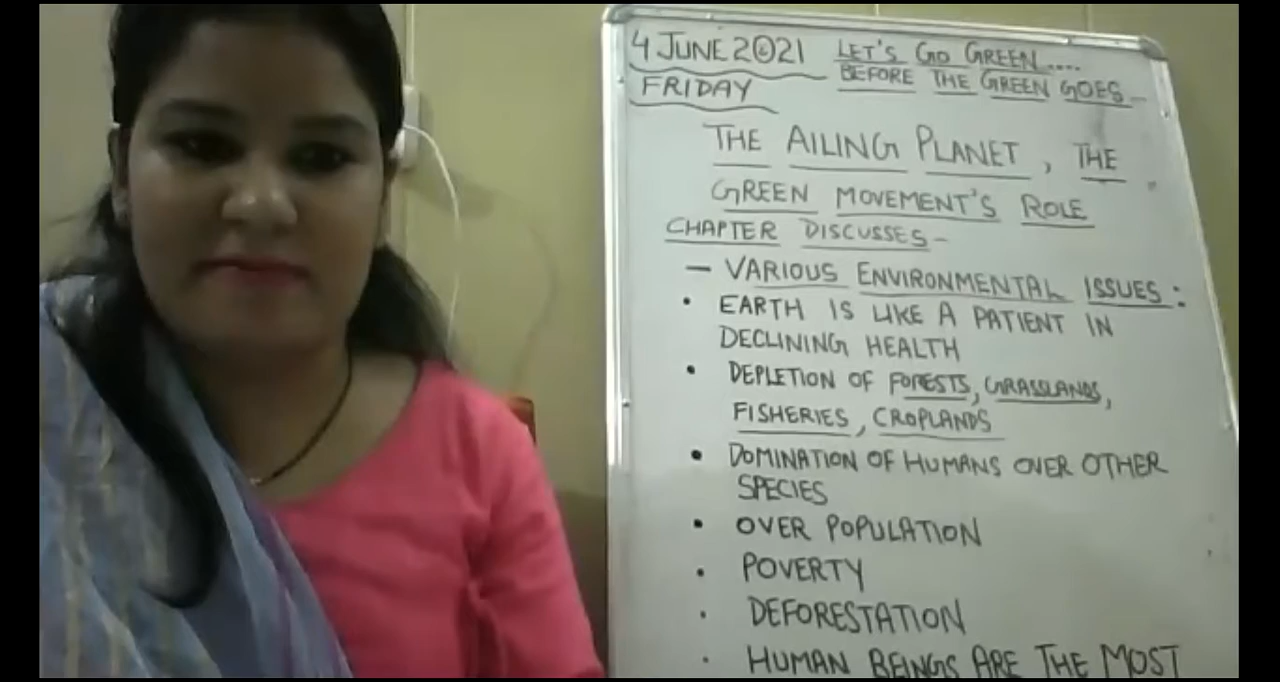 4 JUNE 2021
FRIDAY
LET'S GO GREEN....
BEFORE THE GREEN GOES –
THE AILING PLANET, THE
GREEN MOVEMENT'S ROLE
CHAPTER DISCUSSES –
– VARIOUS ENVIRONMENTAL ISSUES:
• EARTH IS LIKE A PATIENT IN
DECLINING HEALTH
• DEPLETION OF FORESTS, GRASSLANDS,
FISHERIES, CROPLANDS
• DOMINATION OF HUMANS OVER OTHER
SPECIES
• OVER POPULATION
• POVERTY
• DEFORESTATION
• HUMAN BEINGS ARE THE MOST